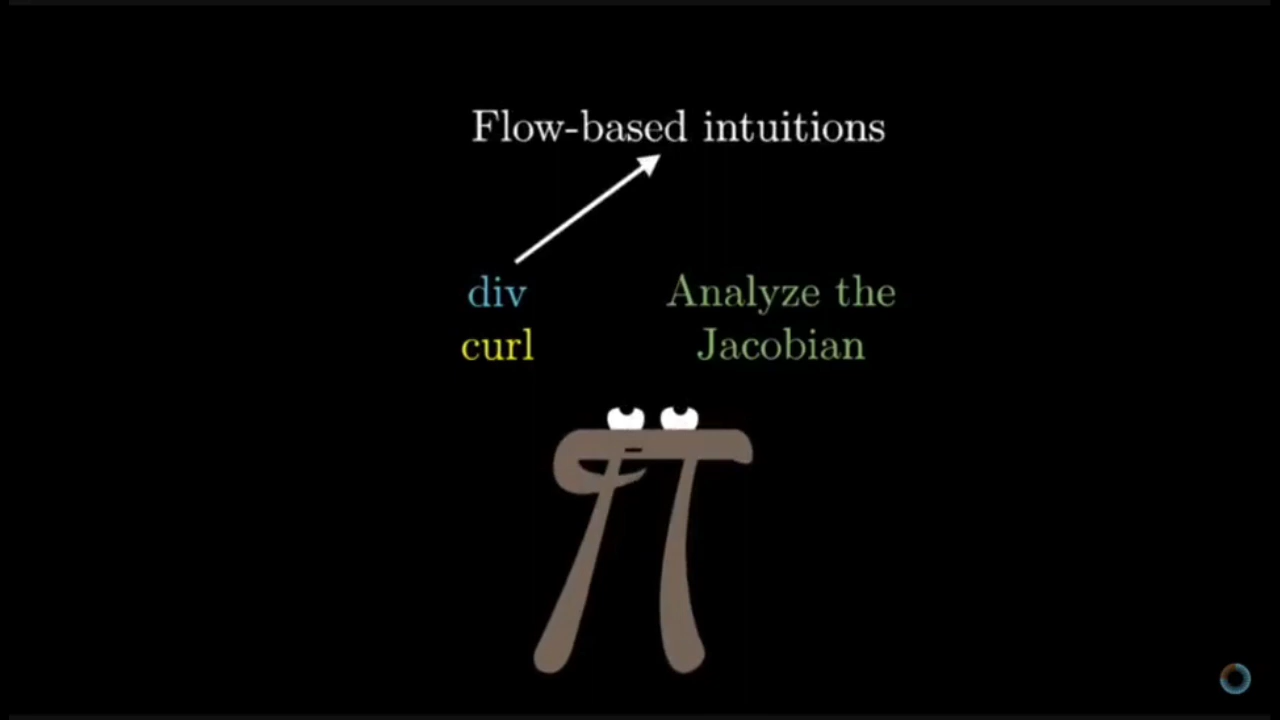 Flow-based intuitions
div
curl
Analyze the
Jacobian